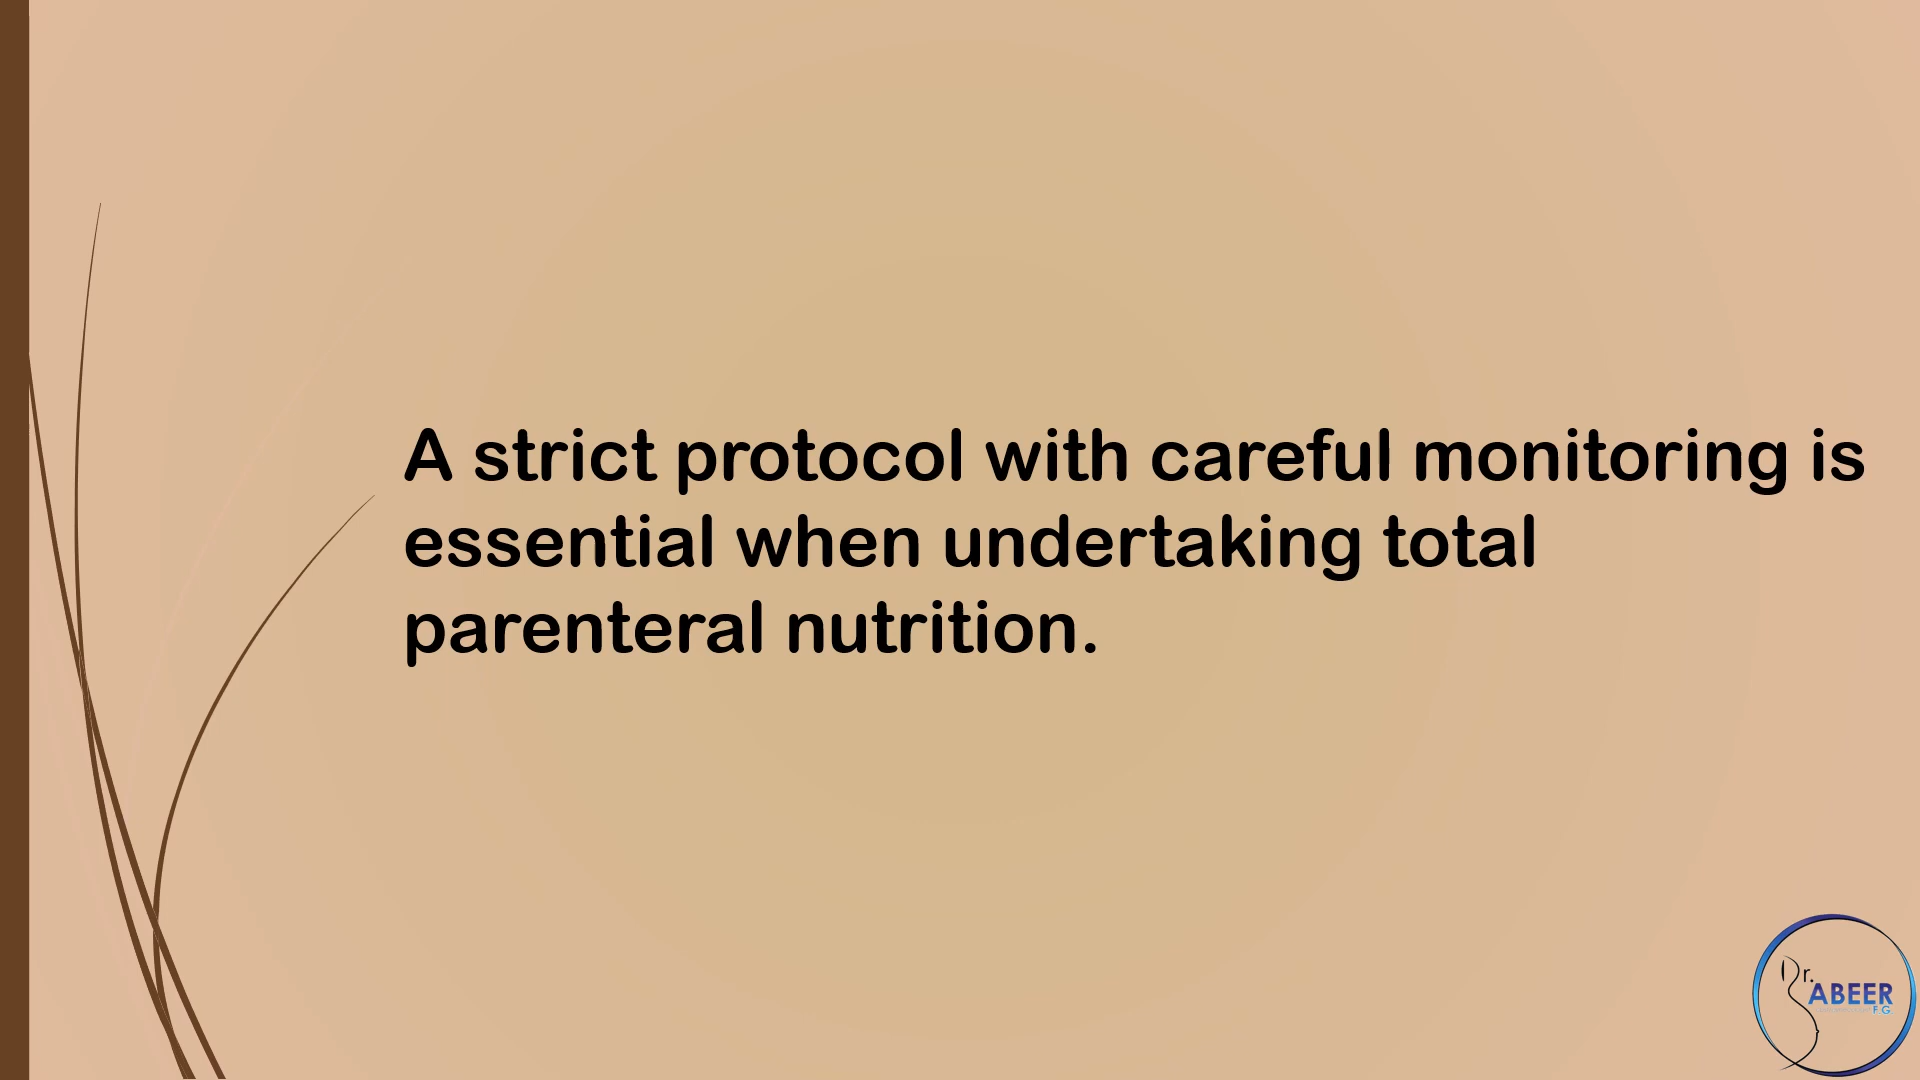 A strict protocol with careful monitoring is
essential when undertaking total
parenteral nutrition.
Dr.
ABEER
F.G.